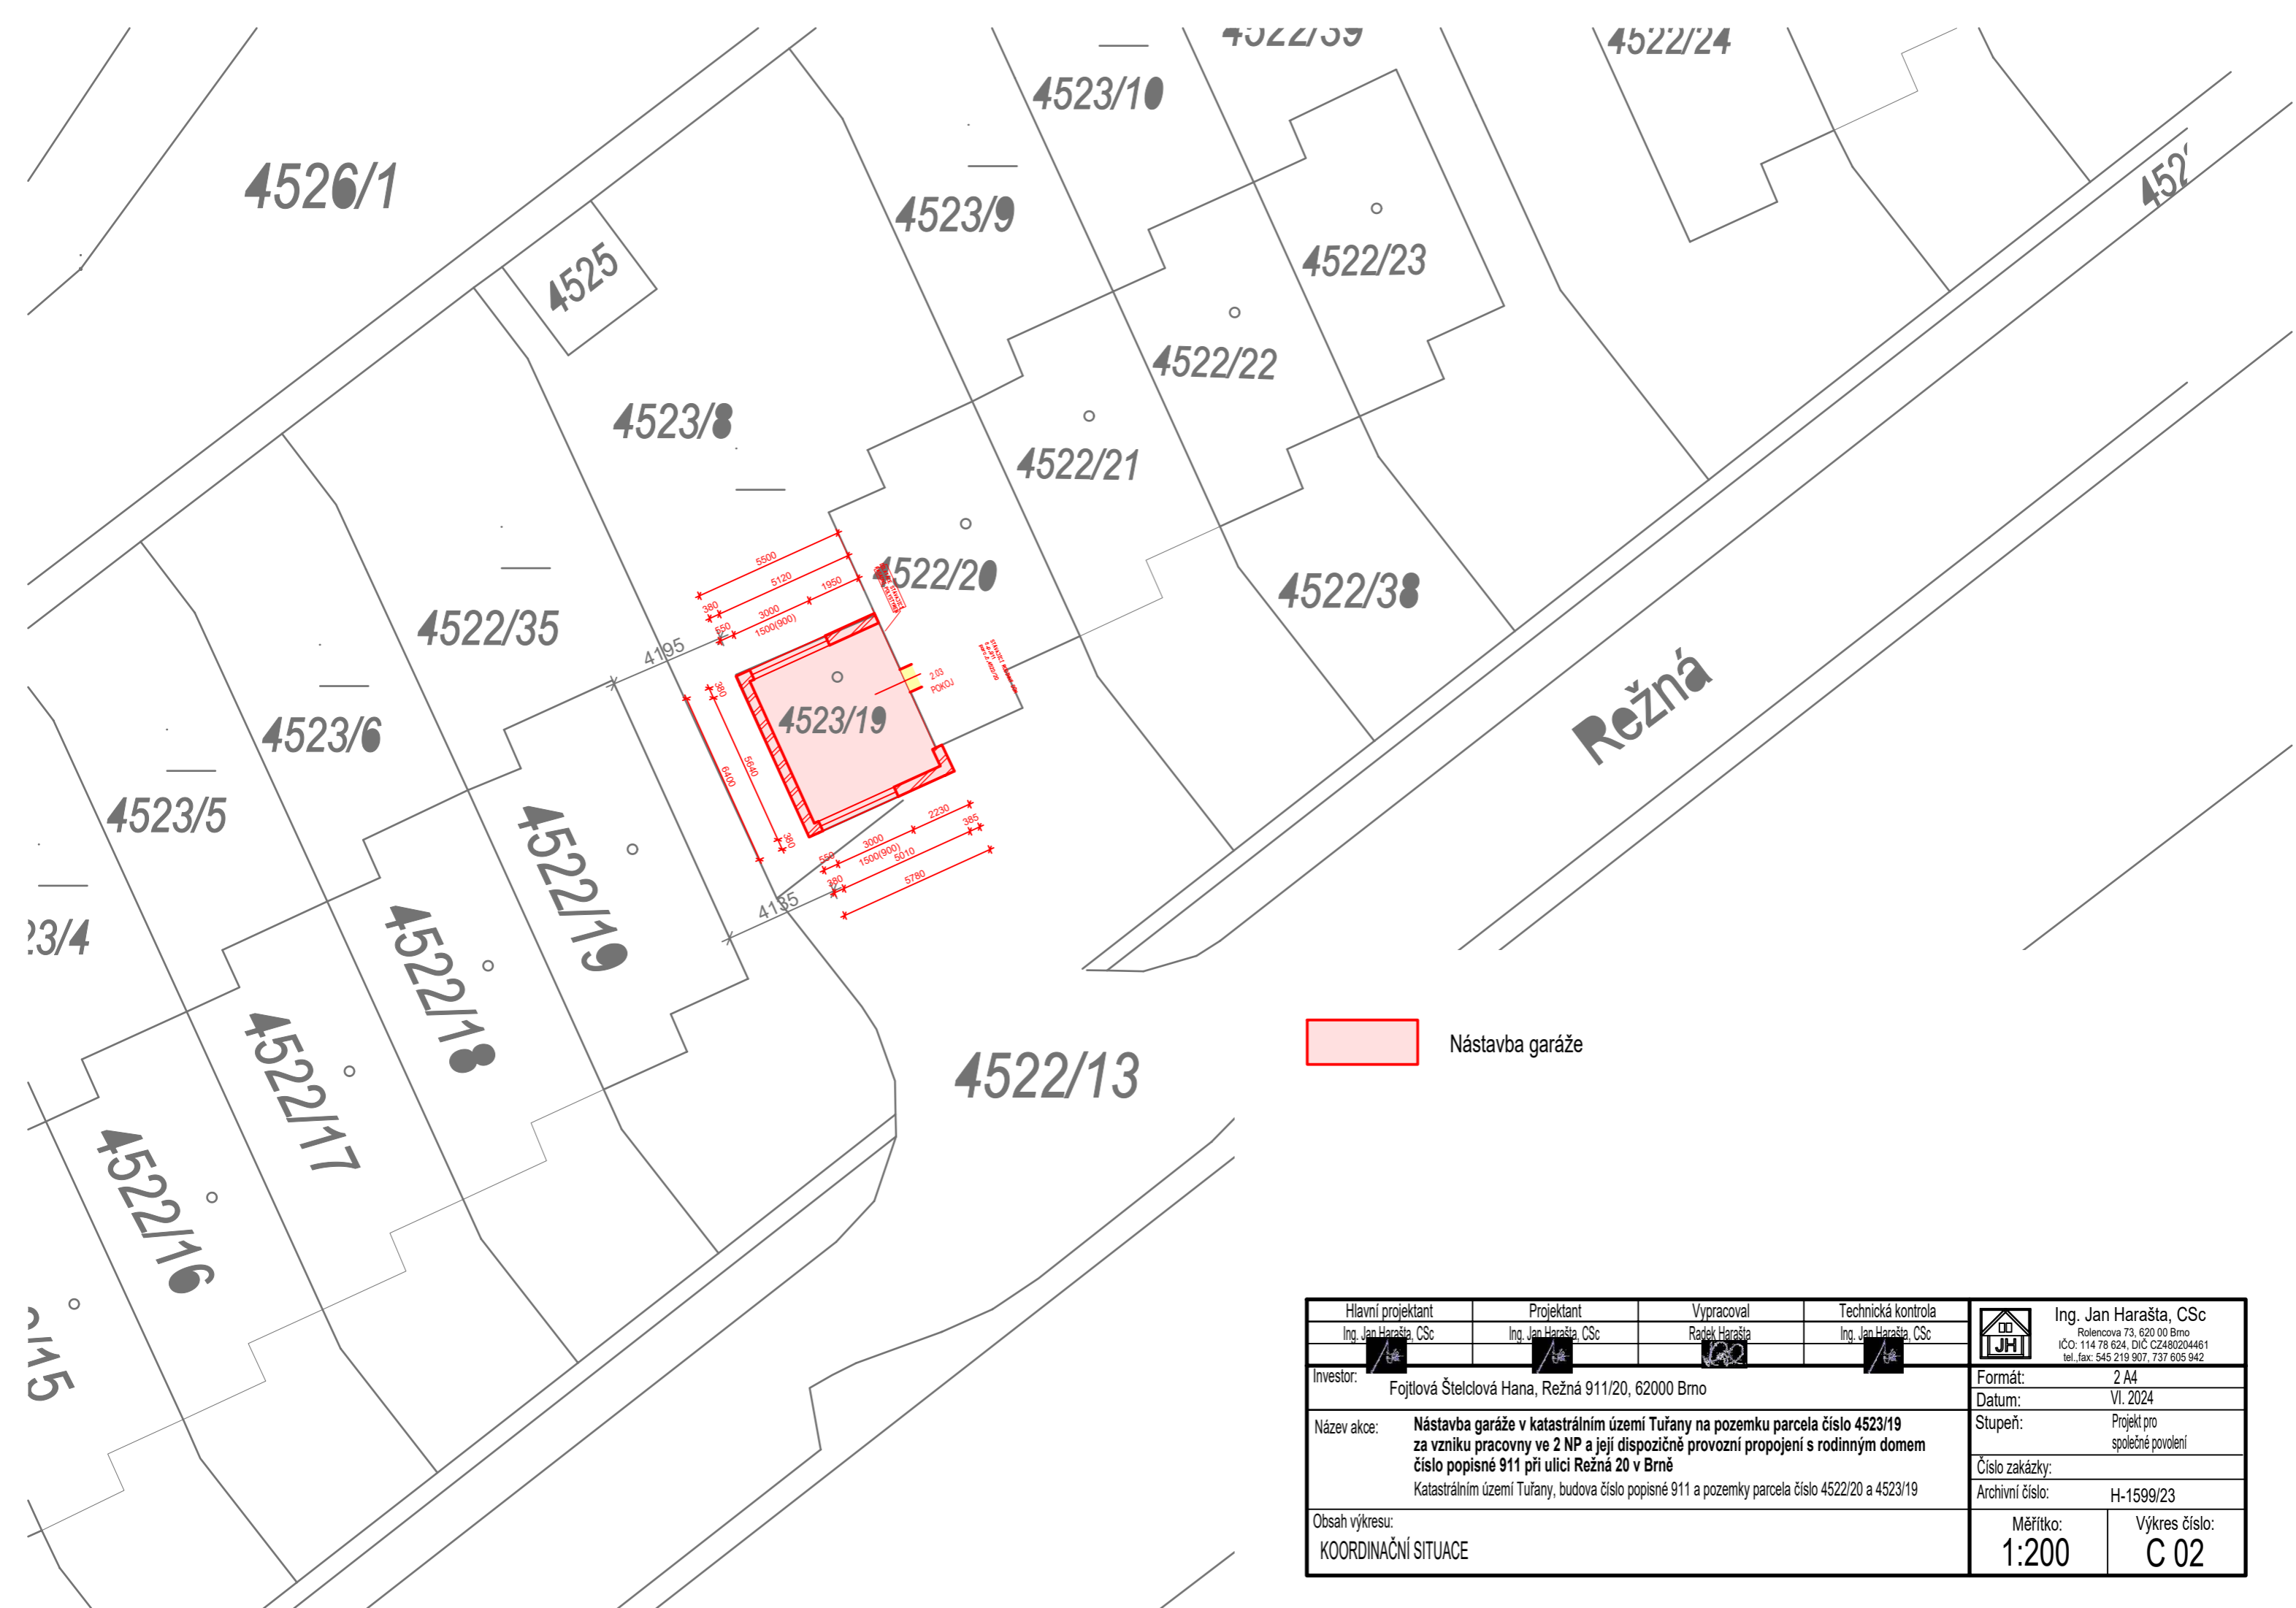 4522/39
4522/24
4523/10
4526/1
4523/9
4522/23
4525
4522/22
4523/8
4522/21
4522/20
4522/38
4522/35
4523/6
4523/5
4523/19
Režná
4522/19
4522/18
4522/17
4522/16
4522/13
5500
5120
1950
380
3000
550
1500(900)
4195
380
5640
6400
380
2.03
POKOJ
2230
385
3000
550
1500(900)
5010
380
5780
4135
Nástavba garáže
Hlavní projektant
Projektant
Vypracoval
Technická kontrola
Ing. Jan Harašta, CSc
Ing. Jan Harašta, CSc
Radek Harašta
Ing. Jan Harašta, CSc
JH
Ing. Jan Harašta, CSc
Rolencova 73, 620 00 Brno
IČO: 114 78 624, DIČ CZ480204461
tel.,fax: 545 219 907, 737 605 942
Investor:
Fojtlová Štelclová Hana, Režná 911/20, 62000 Brno
Název akce:
Nástavba garáže v katastrálním území Tuřany na pozemku parcela číslo 4523/19
za vzniku pracovny ve 2 NP a její dispozičně provozní propojení s rodinným domem
číslo popisné 911 při ulici Režná 20 v Brně
Katastrálním území Tuřany, budova číslo popisné 911 a pozemky parcela číslo 4522/20 a 4523/19
Obsah výkresu:
KOORDINAČNÍ SITUACE
Formát: 2 A4
Datum: VI. 2024
Stupeň: Projekt pro
společné povolení
Číslo zakázky:
Archivní číslo: H-1599/23
Měřítko:
1:200
Výkres číslo:
C 02